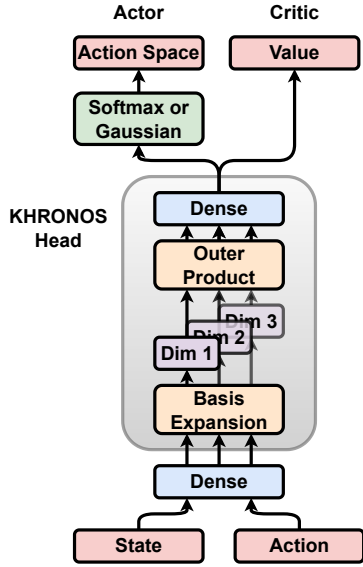 Actor
Critic
Action Space
Value
Softmax or
Gaussian
KHRONOS
Head
Dense
Outer
Product
Dim 3
Dim 2
Dim 1
Basis
Expansion
Dense
State
Action